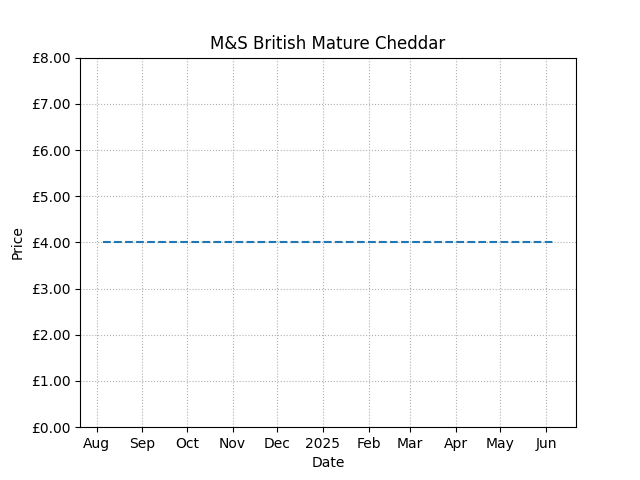 M&S British Mature Cheddar
£8.00
£7.00
£6.00
£5.00
£4.00
£3.00
£2.00
£1.00
£0.00
Price
Aug Sep Oct Nov Dec 2025 Feb Mar Apr May Jun
Date